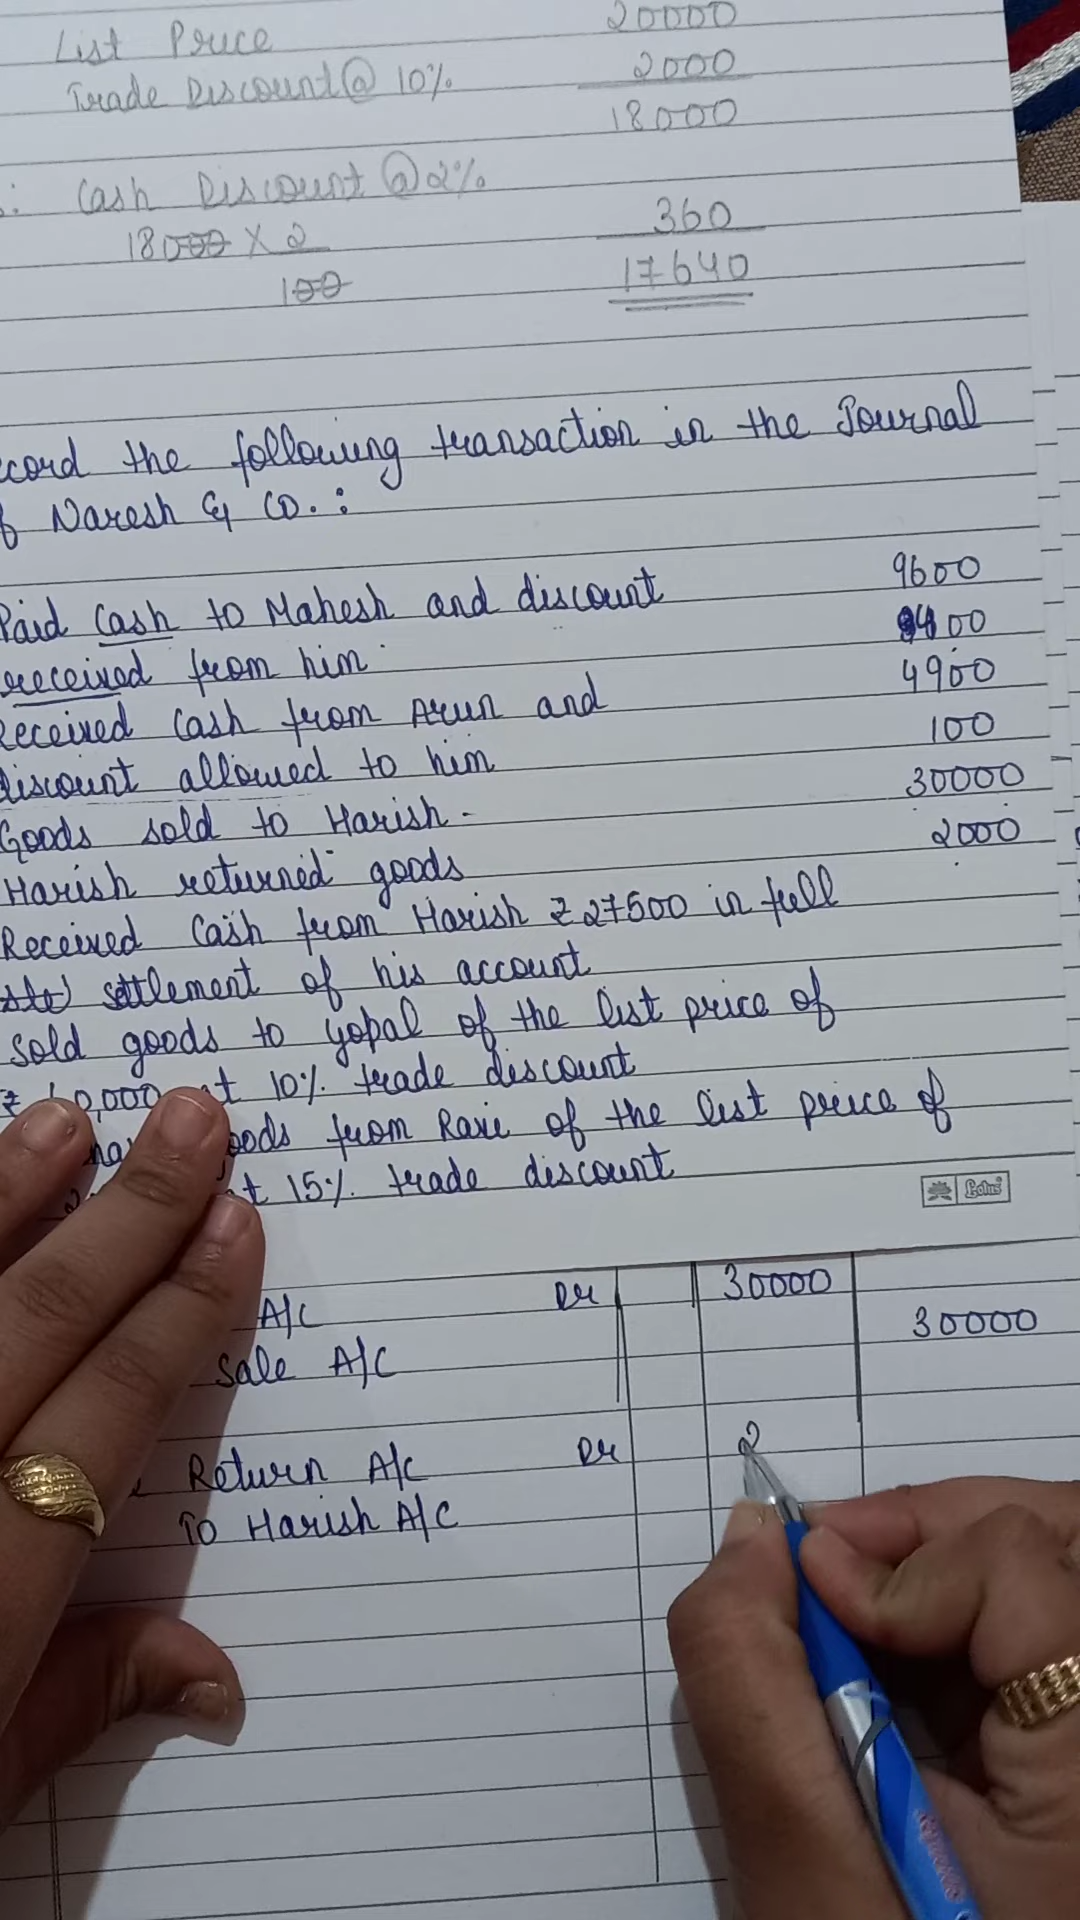 List Price 20000
Trade Discount @ 10% 2000
18000
Cash Discount @ 2%
18000 X 2 360
100 17640
the following transaction in the Journal
Naresh & CO. :
Paid Cash to Mahesh and discount 9600
received from him. 400
Received Cash from Arun and 4900
discount allowed to him 100
Goods sold to Harish - 30000
Harish returned goods 2000
Received Cash from Harish ₹ 27500 in full
settlement of his account
sold goods to Gopal of the list price of
at 10% trade discount
from Ravi of the list price of
at 15% trade discount
Lotus
A/C Dr 30000
Sale A/C 30000
Return A/c Dr 2
To Harish A/C